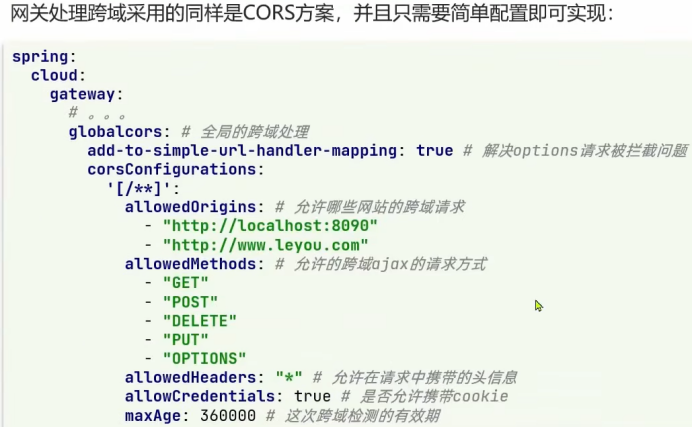 网关处理跨域采用的同样是CORS方案，并且只需要简单配置即可实现：
spring:
  cloud:
    gateway:
      # 。。。
      globalcors: # 全局的跨域处理
        add-to-simple-url-handler-mapping: true # 解决options请求被拦截问题
        corsConfigurations:
          '[/**]':
            allowedOrigins: # 允许哪些网站的跨域请求
              - "http://localhost:8090"
              - "http://www.leyou.com"
            allowedMethods: # 允许的跨域ajax的请求方式
              - "GET"
              - "POST"
              - "DELETE"
              - "PUT"
              - "OPTIONS"
            allowedHeaders: "*" # 允许在请求中携带的头信息
            allowCredentials: true # 是否允许携带cookie
            maxAge: 360000 # 这次跨域检测的有效期